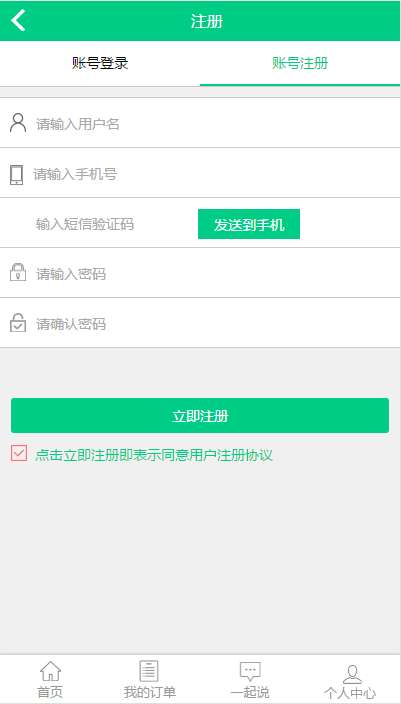 注册
账号登录 账号注册
请输入用户名
请输入手机号
输入短信验证码 发送到手机
请输入密码
请确认密码
立即注册
点击立即注册即表示同意用户注册协议
首页 我的订单 一起说 个人中心